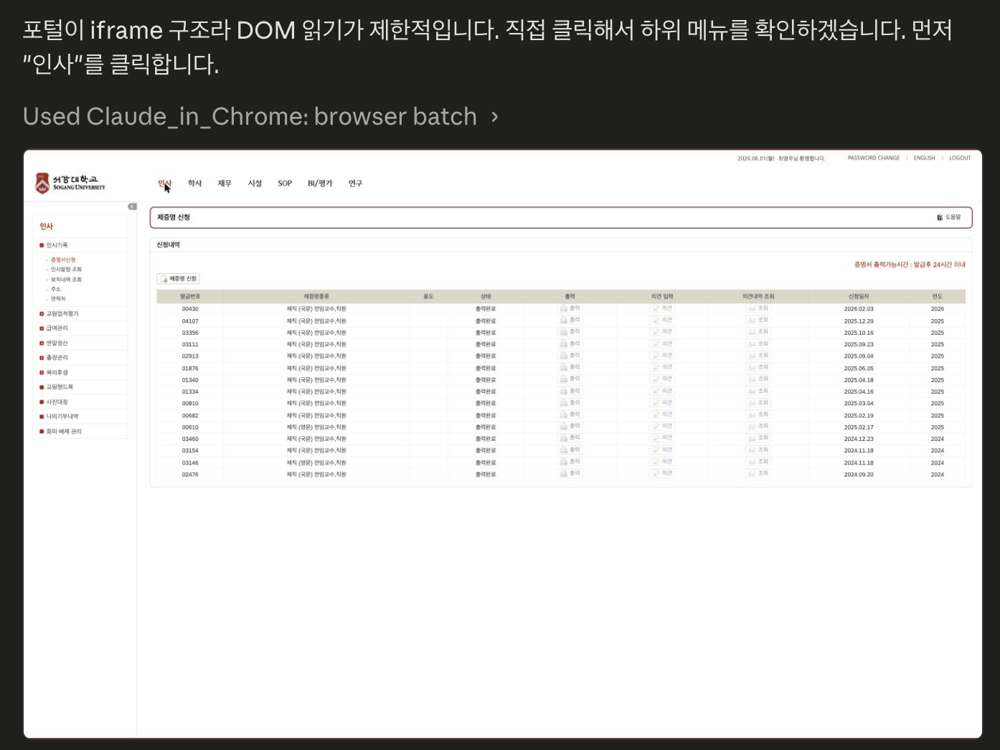 포털이 iframe 구조라 DOM 읽기가 제한적입니다. 직접 클릭해서 하위 메뉴를 확인하겠습니다. 먼저
"인사"를 클릭합니다.
Used Claude_in_Chrome: browser batch ›
2026.06.01(월) 최영우님 환영합니다. PASSWORD CHANGE | ENGLISH | LOGOUT
서강대학교
SOGANG UNIVERSITY
인사 학사 재무 시설 SOP BI/평가 연구
인사
인사기록
증명서신청
인사발령 조회
보직내역 조회
주소
연락처
교원업적평가
급여관리
연말정산
출장관리
복리후생
교원핸드북
사진대장
나의기부내역
회피·배제 관리
제증명 신청 도움말
신청내역
증명서 출력가능시간 : 발급후 24시간 이내
제증명 신청
발급번호 제증명종류 용도 상태 출력 의견 입력 의견내역 조회 신청일자 연도
00430 재직 (국문) 전임교수,직원 출력완료 출력 의견 조회 2026.02.03 2026
04107 재직 (국문) 전임교수,직원 출력완료 출력 의견 조회 2025.12.29 2025
03356 재직 (국문) 전임교수,직원 출력완료 출력 의견 조회 2025.10.16 2025
03111 재직 (국문) 전임교수,직원 출력완료 출력 의견 조회 2025.09.23 2025
02913 재직 (국문) 전임교수,직원 출력완료 출력 의견 조회 2025.09.04 2025
01876 재직 (국문) 전임교수,직원 출력완료 출력 의견 조회 2025.06.05 2025
01340 재직 (국문) 전임교수,직원 출력완료 출력 의견 조회 2025.04.18 2025
01334 재직 (국문) 전임교수,직원 출력완료 출력 의견 조회 2025.04.16 2025
00810 재직 (국문) 전임교수,직원 출력완료 출력 의견 조회 2025.03.04 2025
00682 재직 (국문) 전임교수,직원 출력완료 출력 의견 조회 2025.02.19 2025
00610 재직 (영문) 전임교수,직원 출력완료 출력 의견 조회 2025.02.17 2025
03460 재직 (국문) 전임교수,직원 출력완료 출력 의견 조회 2024.12.23 2024
03154 재직 (국문) 전임교수,직원 출력완료 출력 의견 조회 2024.11.18 2024
03146 재직 (영문) 전임교수,직원 출력완료 출력 의견 조회 2024.11.18 2024
02476 재직 (국문) 전임교수,직원 출력완료 출력 의견 조회 2024.09.20 2024